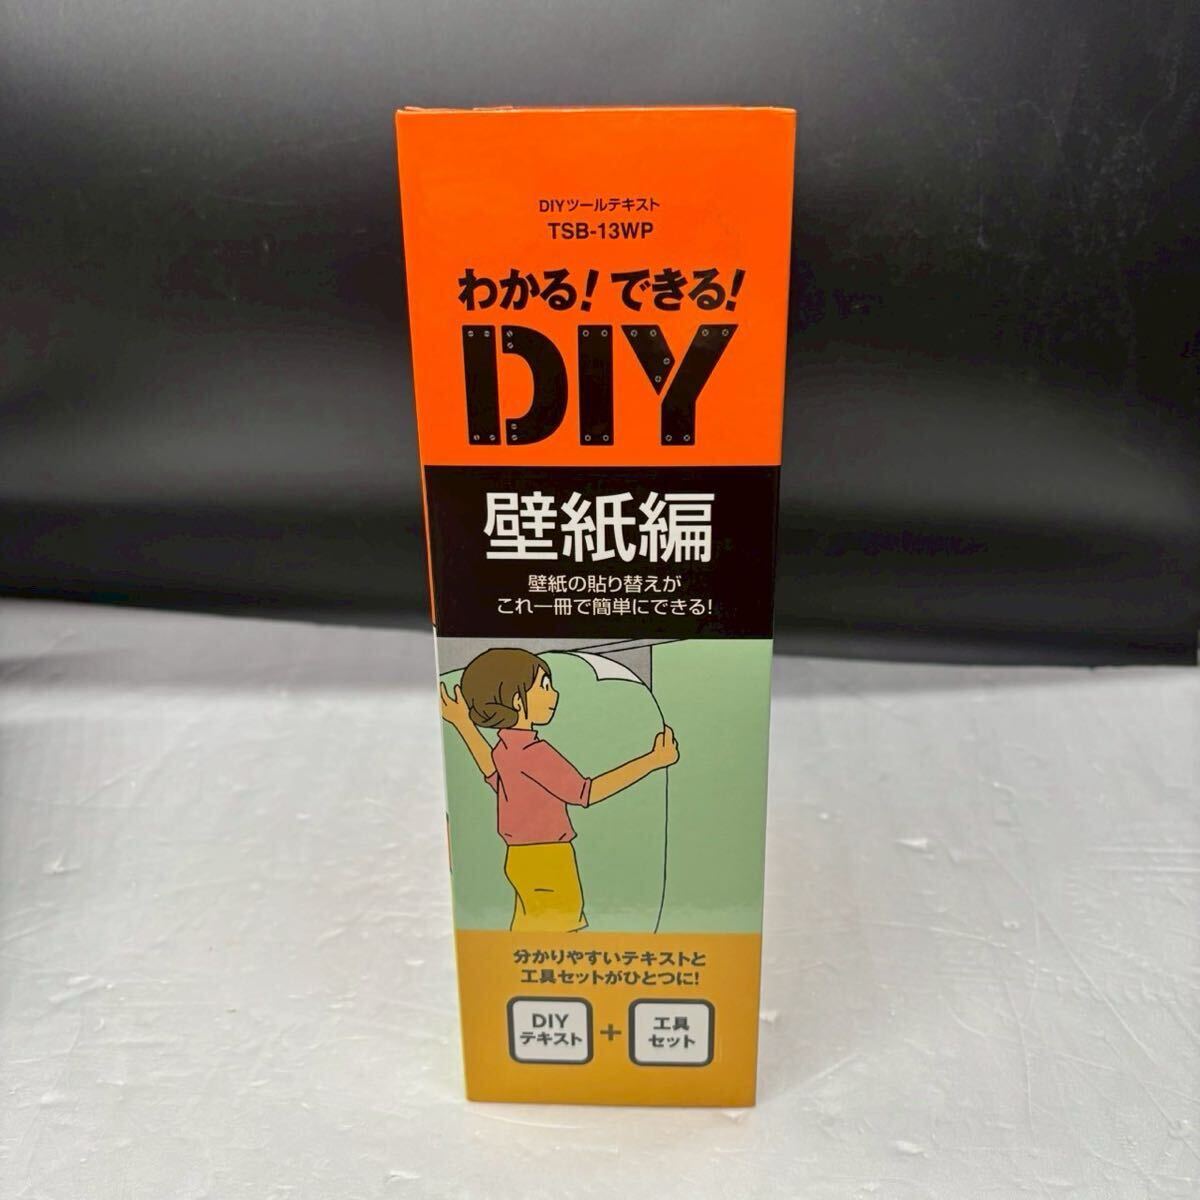 DIYツールテキスト
TSB-13WP
わかる!できる!
DIY
壁紙編
壁紙の貼り替えが
これ一冊で簡単にできる!
分かりやすいテキストと
工具セットがひとつに!
DIY
テキスト
+
工具
セット